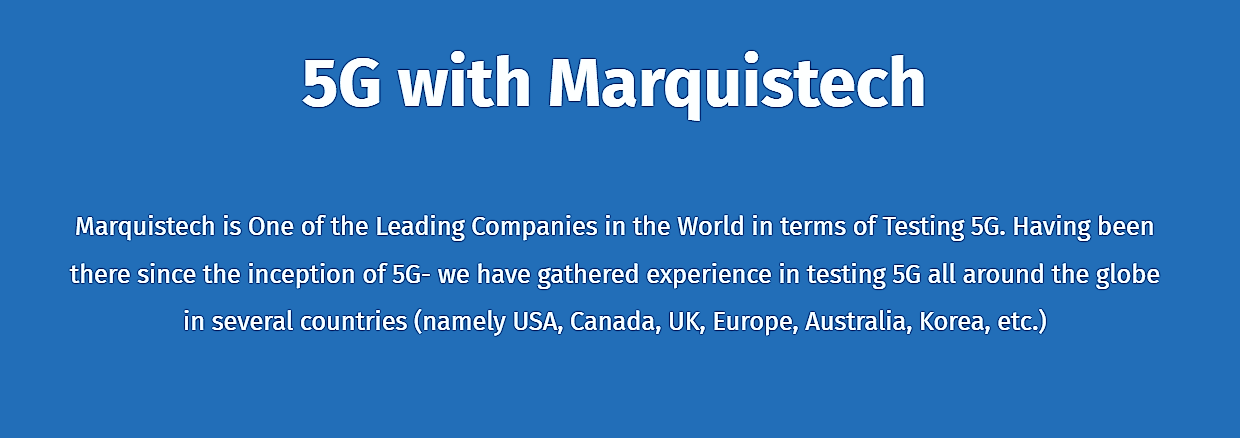 5G with Marquistech
Marquistech is One of the Leading Companies in the World in terms of Testing 5G. Having been
there since the inception of 5G- we have gathered experience in testing 5G all around the globe
in several countries (namely USA, Canada, UK, Europe, Australia, Korea, etc.)